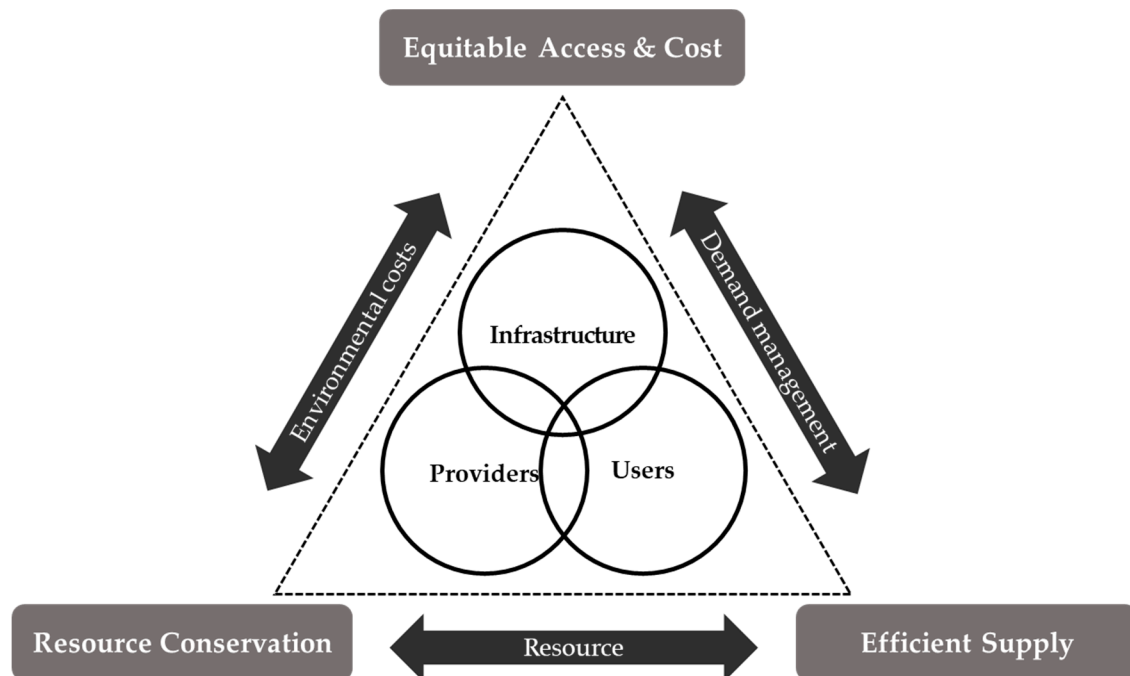 Equitable Access & Cost
Environmental costs
Demand management
Infrastructure
Providers
Users
Resource Conservation
Resource
Efficient Supply